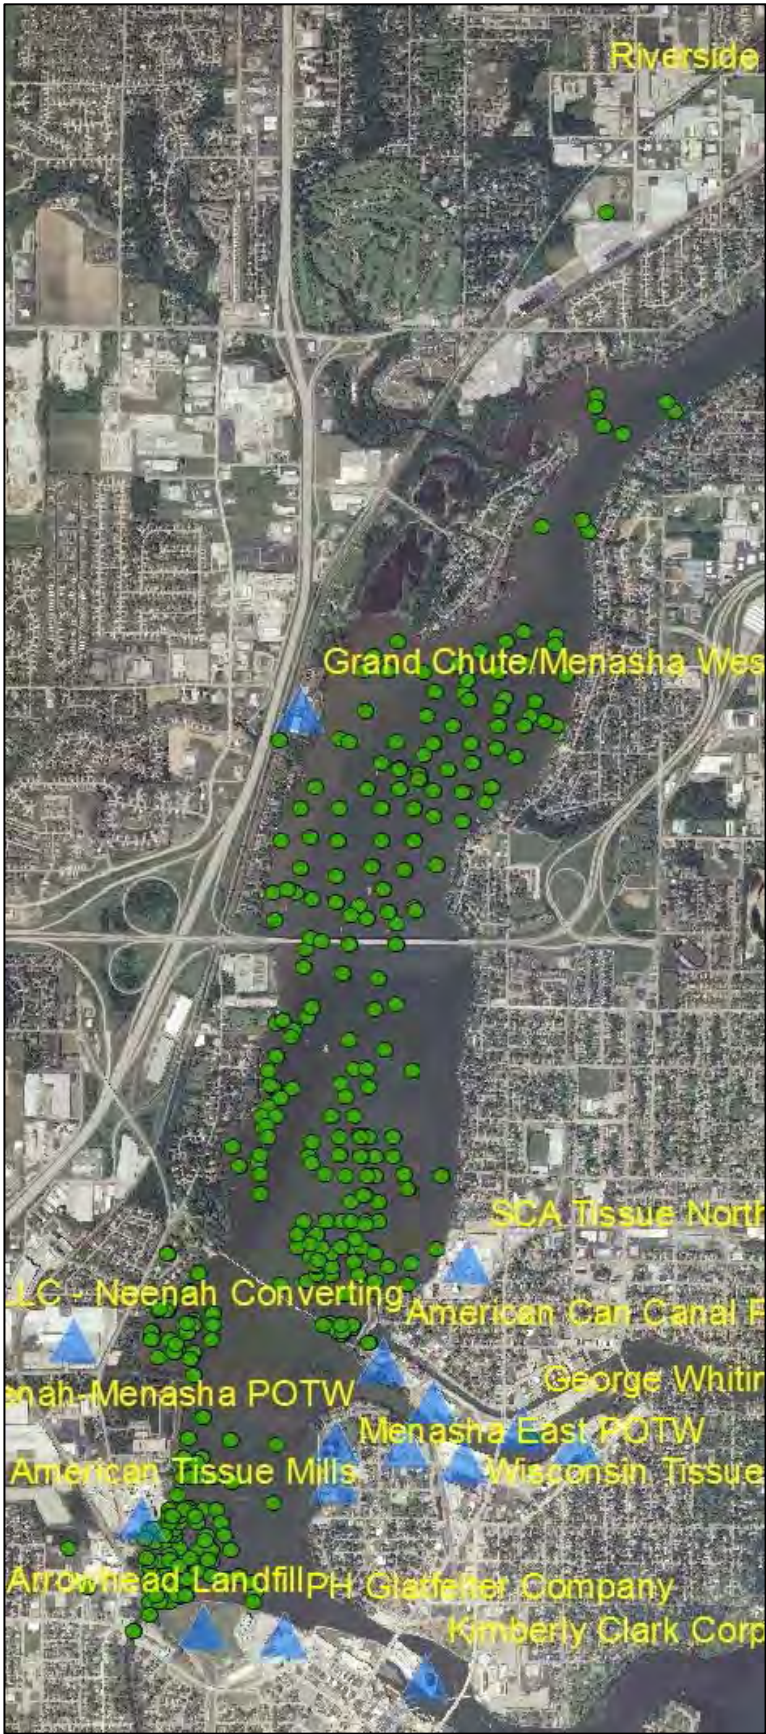 Riverside
Grand Chute/Menasha Wes
SCA Tissue North
LLC - Neenah Converting
American Can Canal P
George Whitin
enah-Menasha POTW
Menasha East POTW
American Tissue Mills
Wisconsin Tissue
Arrowhead Landfill
PH Glatfelter Company
Kimberly Clark Corp